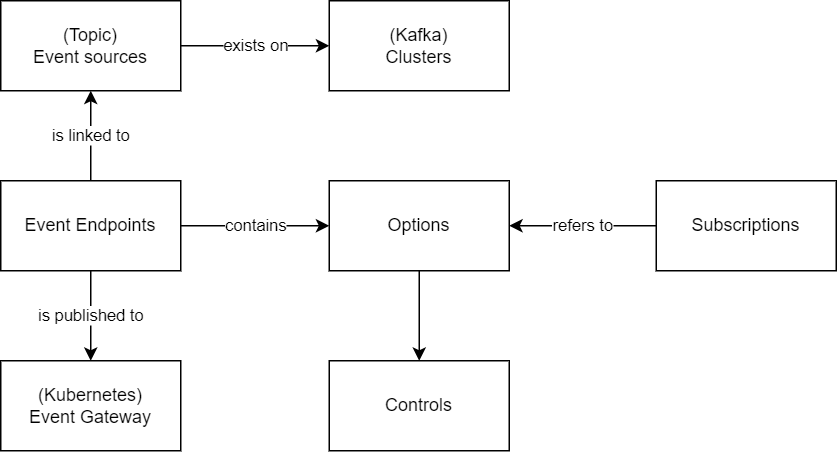 (Topic)
Event sources
exists on
(Kafka)
Clusters
is linked to
Event Endpoints
contains
Options
refers to
Subscriptions
is published to
(Kubernetes)
Event Gateway
Controls